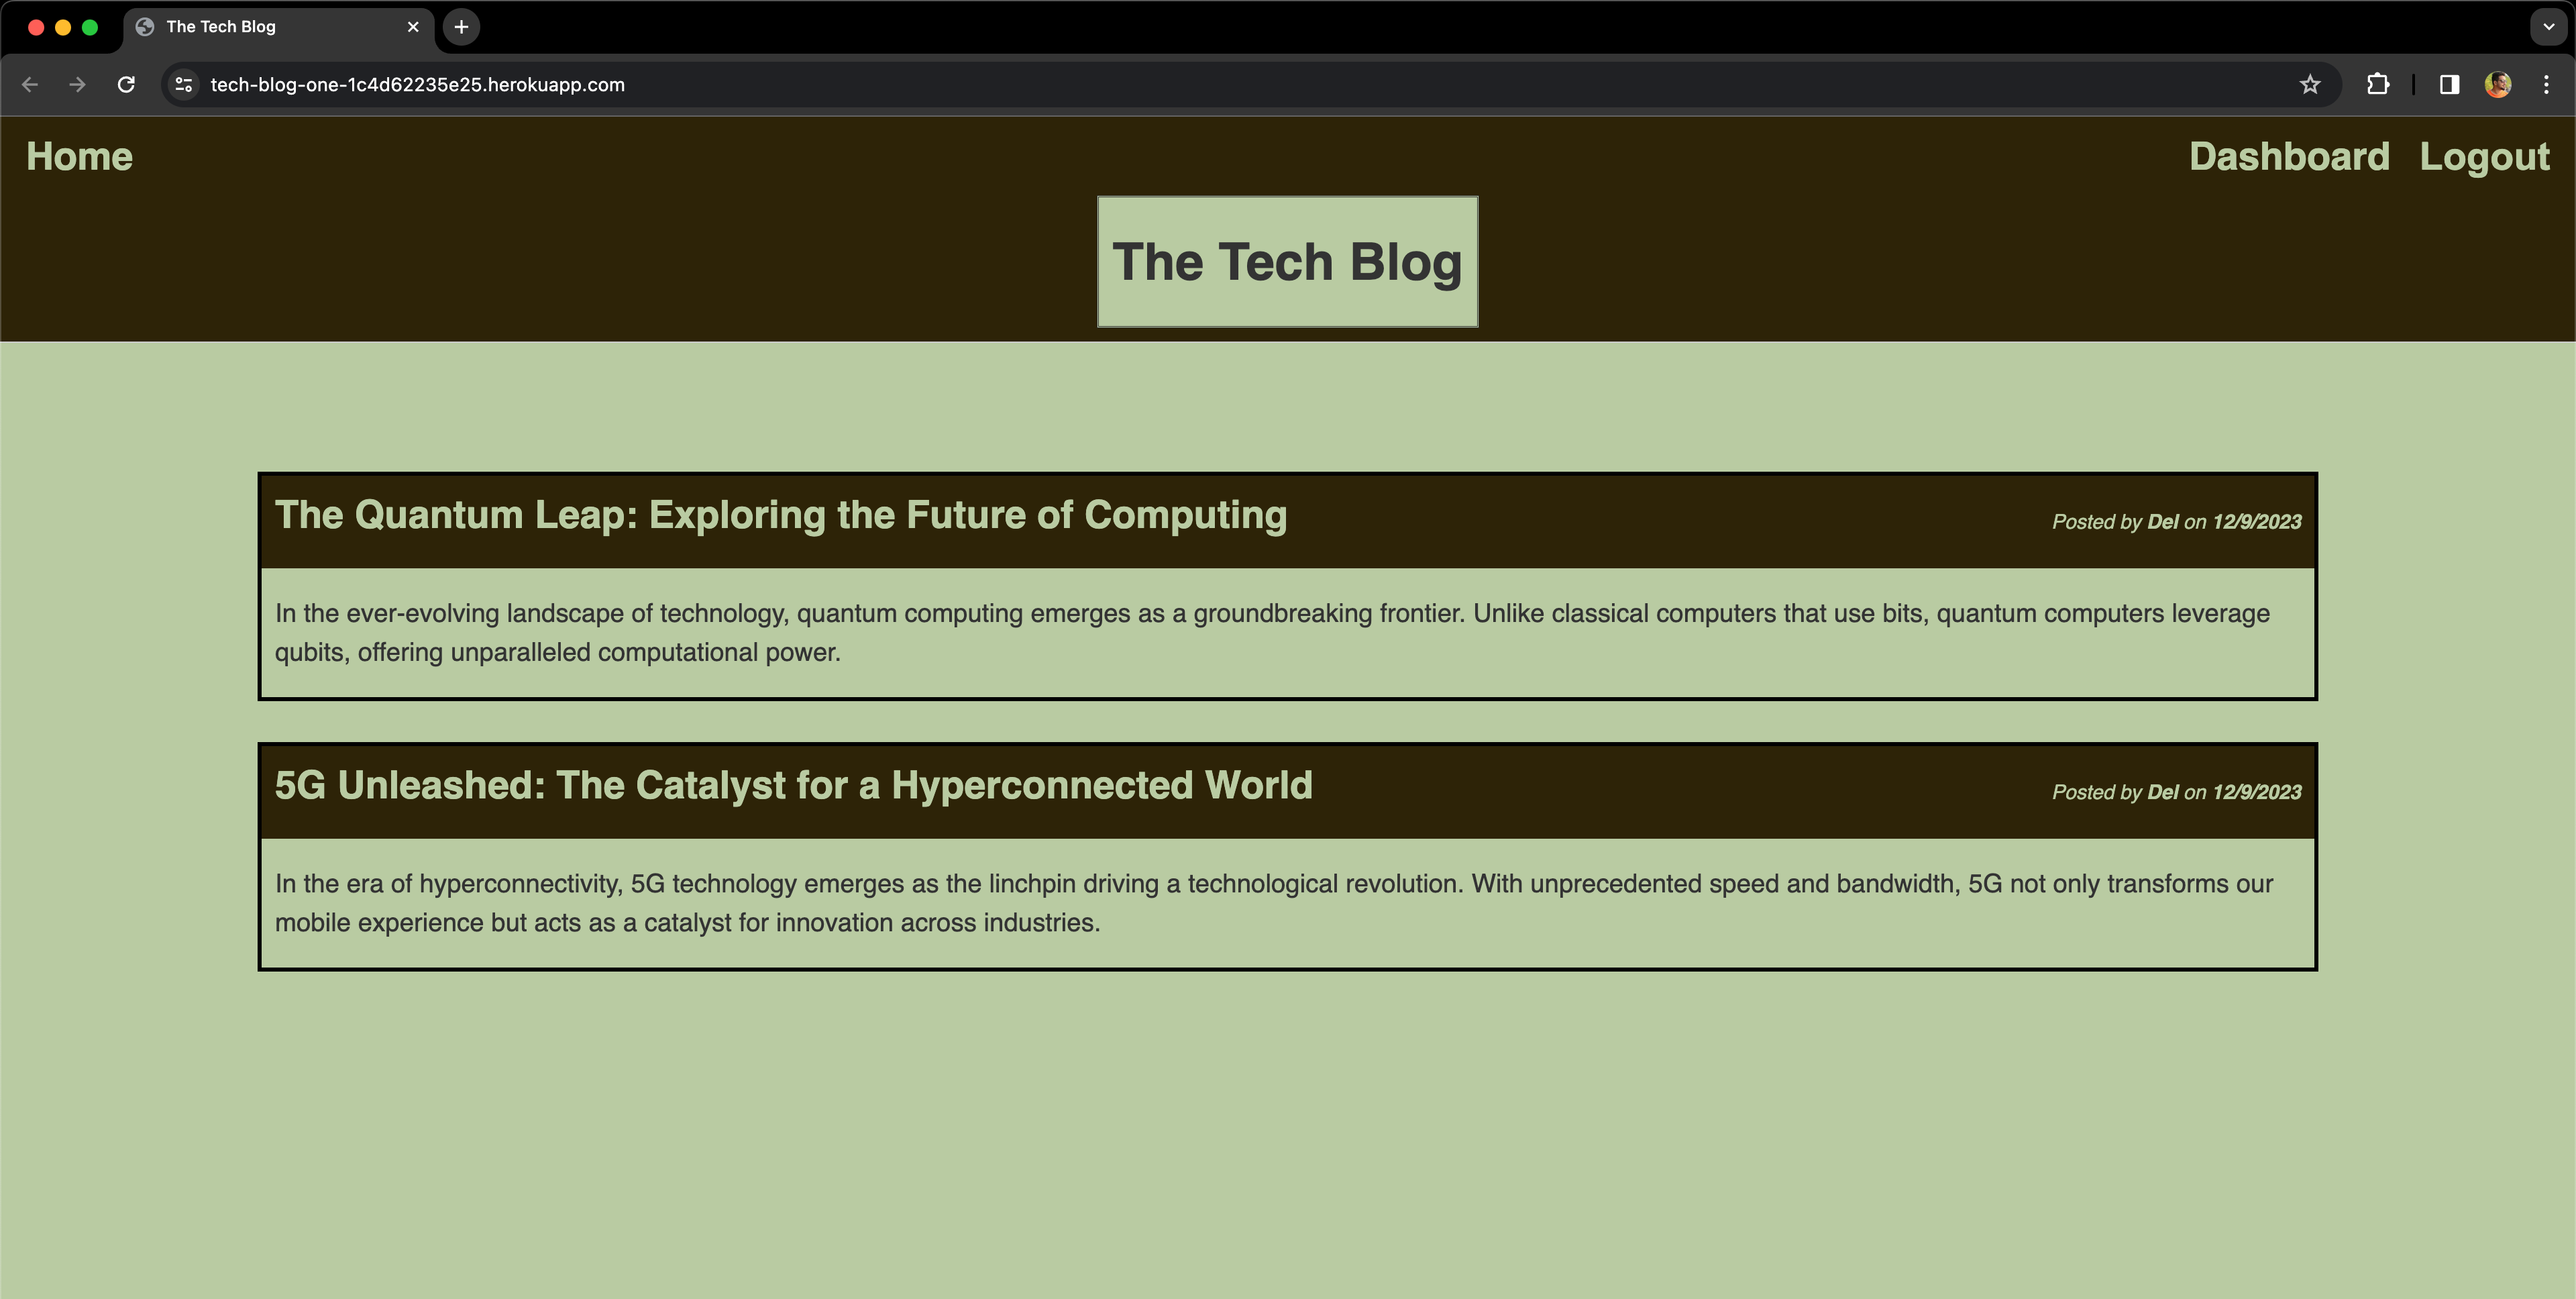 The Tech Blog
tech-blog-one-1c4d62235e25.herokuapp.com
Home
Dashboard Logout
The Tech Blog
The Quantum Leap: Exploring the Future of Computing
Posted by Del on 12/9/2023
In the ever-evolving landscape of technology, quantum computing emerges as a groundbreaking frontier. Unlike classical computers that use bits, quantum computers leverage
qubits, offering unparalleled computational power.
5G Unleashed: The Catalyst for a Hyperconnected World
Posted by Del on 12/9/2023
In the era of hyperconnectivity, 5G technology emerges as the linchpin driving a technological revolution. With unprecedented speed and bandwidth, 5G not only transforms our
mobile experience but acts as a catalyst for innovation across industries.